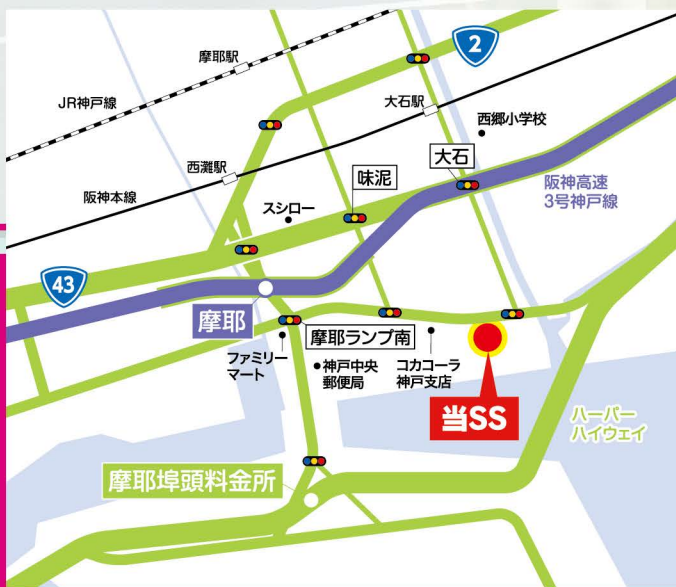 2
摩耶駅
JR神戸線
大石駅
西郷小学校
大石
西灘駅
味泥
阪神高速
3号神戸線
阪神本線
スシロー
43
摩耶
摩耶ランプ南
ファミリー
マート
神戸中央
郵便局
コカコーラ
神戸支店
当SS
ハーバー
ハイウェイ
摩耶埠頭料金所